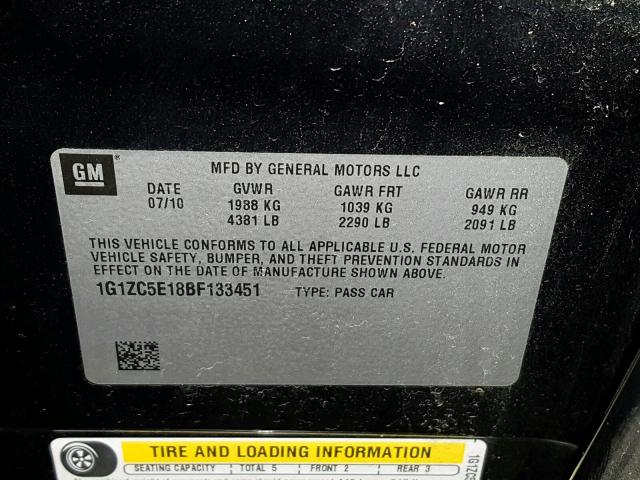 GM ®
MFD BY GENERAL MOTORS LLC
DATE GVWR GAWR FRT GAWR RR
07/10 1988 KG 1039 KG 949 KG
4381 LB 2290 LB 2091 LB
THIS VEHICLE CONFORMS TO ALL APPLICABLE U.S. FEDERAL MOTOR
VEHICLE SAFETY, BUMPER, AND THEFT PREVENTION STANDARDS IN
EFFECT ON THE DATE OF MANUFACTURE SHOWN ABOVE.
1G1ZC5E18BF133451 TYPE: PASS CAR
TIRE AND LOADING INFORMATION
SEATING CAPACITY TOTAL 5 FRONT 2 REAR 3
1G1ZC5